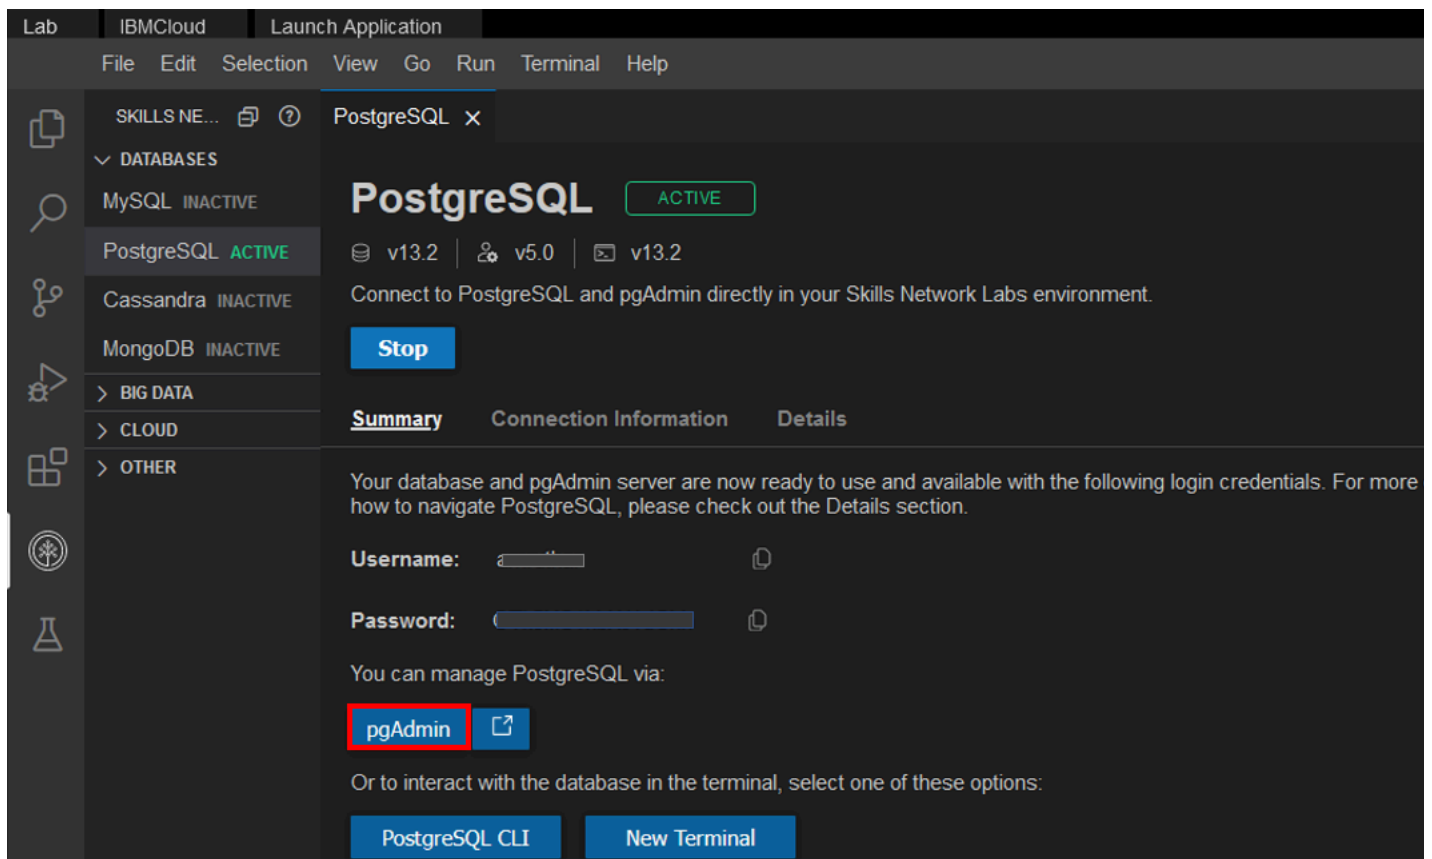 Lab IBMCloud Launch Application
File Edit Selection View Go Run Terminal Help
SKILLS NE...
PostgreSQL
DATABASES
MySQL INACTIVE
PostgreSQL ACTIVE
Cassandra INACTIVE
MongoDB INACTIVE
BIG DATA
CLOUD
OTHER
PostgreSQL ACTIVE
v13.2 v5.0 v13.2
Connect to PostgreSQL and pgAdmin directly in your Skills Network Labs environment.
Stop
Summary Connection Information Details
Your database and pgAdmin server are now ready to use and available with the following login credentials. For more
how to navigate PostgreSQL, please check out the Details section.
Username:
Password:
You can manage PostgreSQL via:
pgAdmin
Or to interact with the database in the terminal, select one of these options:
PostgreSQL CLI New Terminal